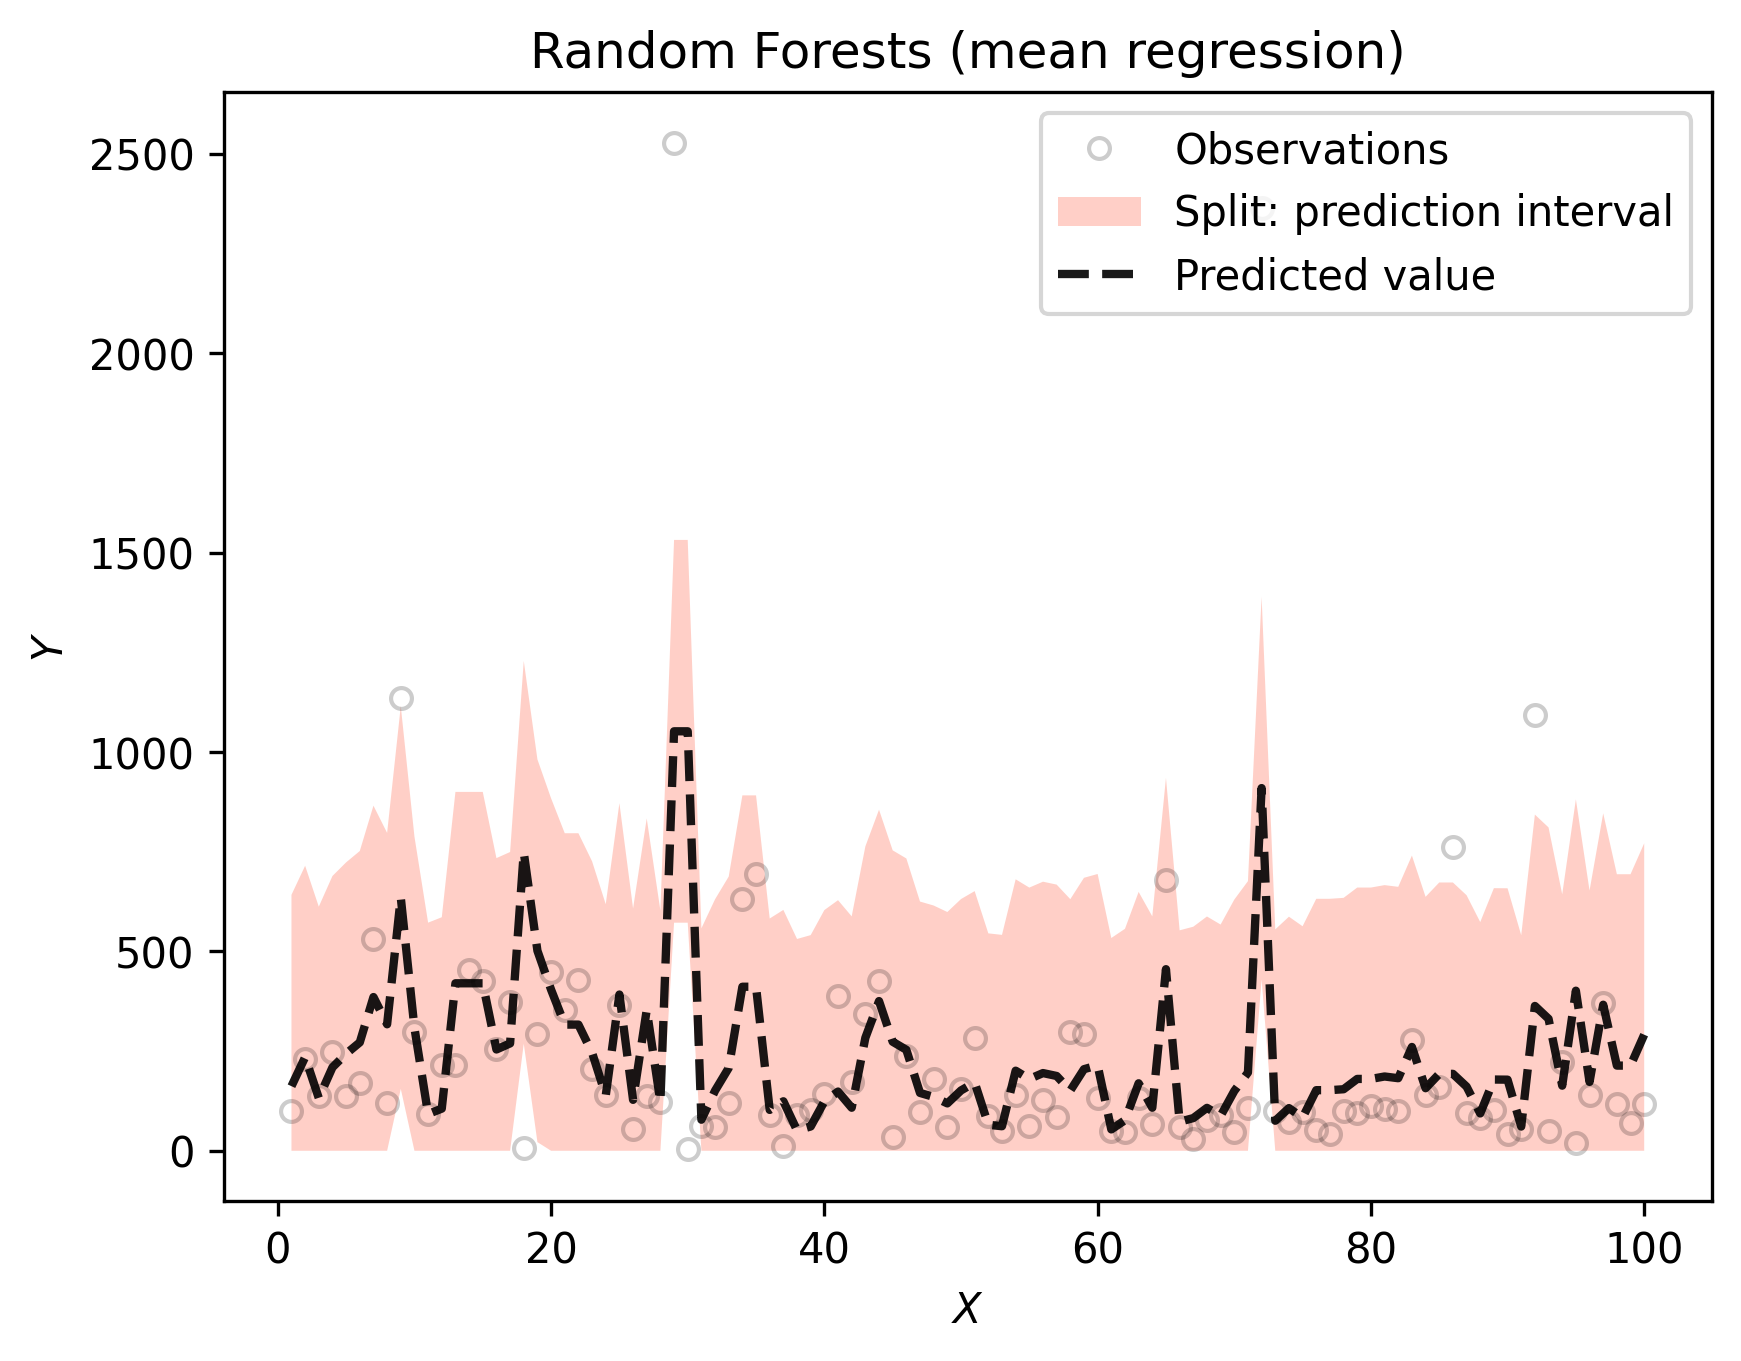 Random Forests (mean regression)
Observations
Split: prediction interval
Predicted value
2500
2000
1500
1000
500
0
Y
0 20 40 60 80 100
X